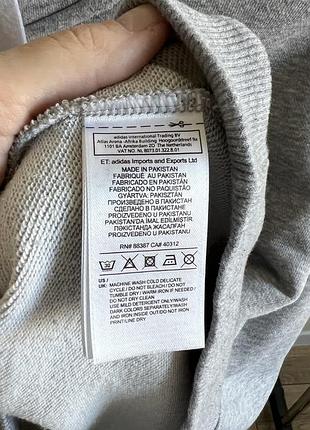 adidas International Trading BV
Atlas Arena -Afrika Building Hoogoorddreef 9a
1101 BA Amsterdam ZO The Netherlands
VAT NO. NL 8073.01.322.B.01
ET: adidas Imports and Exports Ltd
MADE IN PAKISTAN
FABRIQUÉ AU PAKISTAN
FABRICADO EN PAKISTÁN
FABRICADO NO PAQUISTÃO
GYÁRTVA: PAKISZTÁN
ПРОИЗВЕДЕНО В ПАКИСТАН
СДЕЛАНО В ПАКИСТАНЕ
PROIZVEDENO U PAKISTANU
PAKISTAN'DA İMAL EDİLMİŞTİR
ПӘКІСТАНДА ЖАСАЛҒАН
PROIZVEDENO U PAKISTANU
RN# 88387 CA# 40312
US /
UK:
MACHINE WASH COLD DELICATE
CYCLE / DO NOT BLEACH / DO NOT
TUMBLE DRY / WARM IRON IF NEEDED /
DO NOT DRY CLEAN
USE MILD DETERGENT ONLY/WASH
DARK COLORS SEPARATELY/WASH
INSIDE OUT/DO NOT IRON
PRINT/LINE DRY